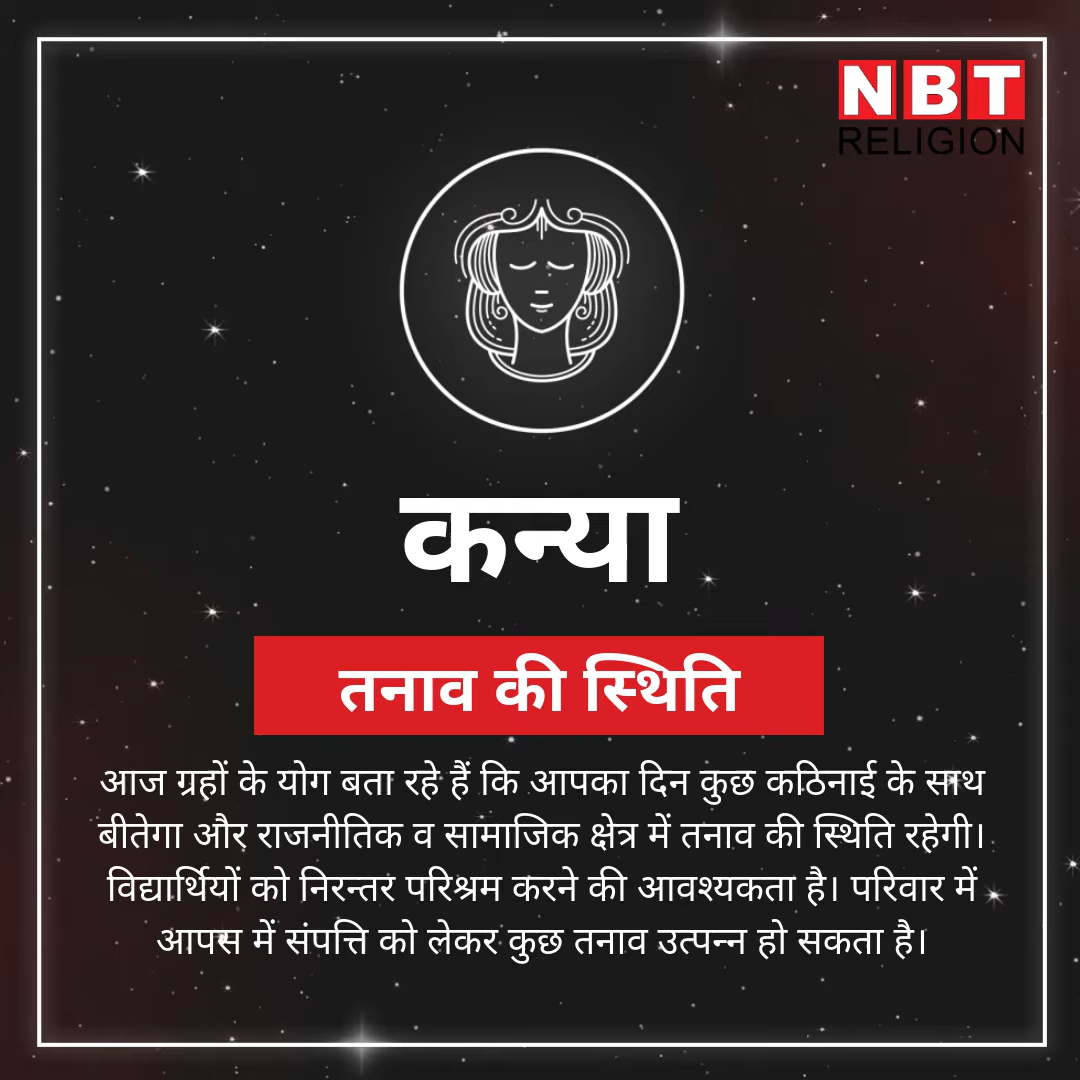 NBT
RELIGION
कन्या
तनाव की स्थिति
आज ग्रहों के योग बता रहे हैं कि आपका दिन कुछ कठिनाई के साथ
बीतेगा और राजनीतिक व सामाजिक क्षेत्र में तनाव की स्थिति रहेगी।
विद्यार्थियों को निरन्तर परिश्रम करने की आवश्यकता है। परिवार में
आपस में संपत्ति को लेकर कुछ तनाव उत्पन्न हो सकता है।